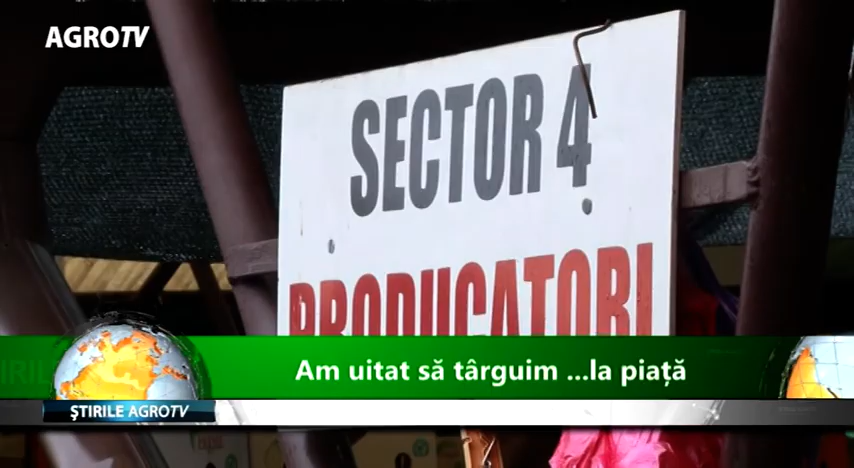 AGROTV
SECTOR 4
PRODUCATORI
Am uitat să târguim ...la piață
ȘTIRILE AGROTV